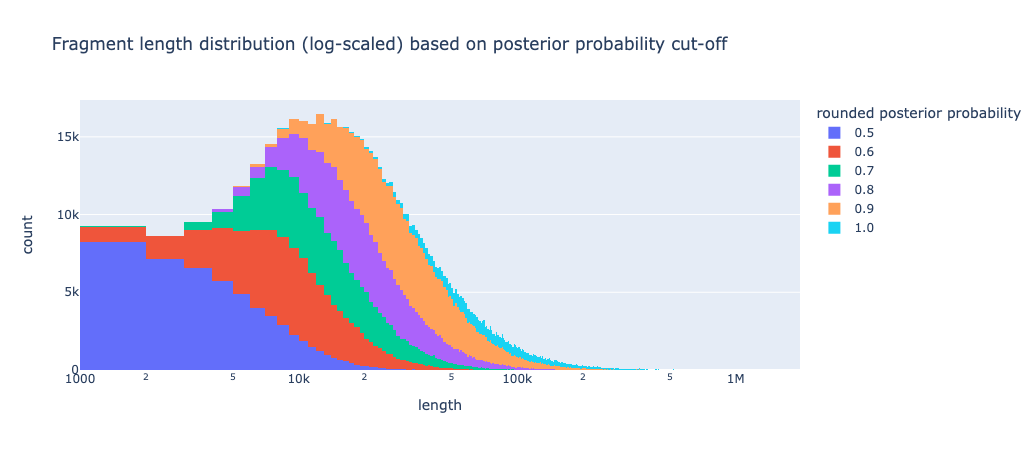 Fragment length distribution (log-scaled) based on posterior probability cut-off
rounded posterior probability
0.5
0.6
0.7
0.8
0.9
1.0
count
15k
10k
5k
0
1000 2 5 10k 2 5 100k 2 5 1M
length